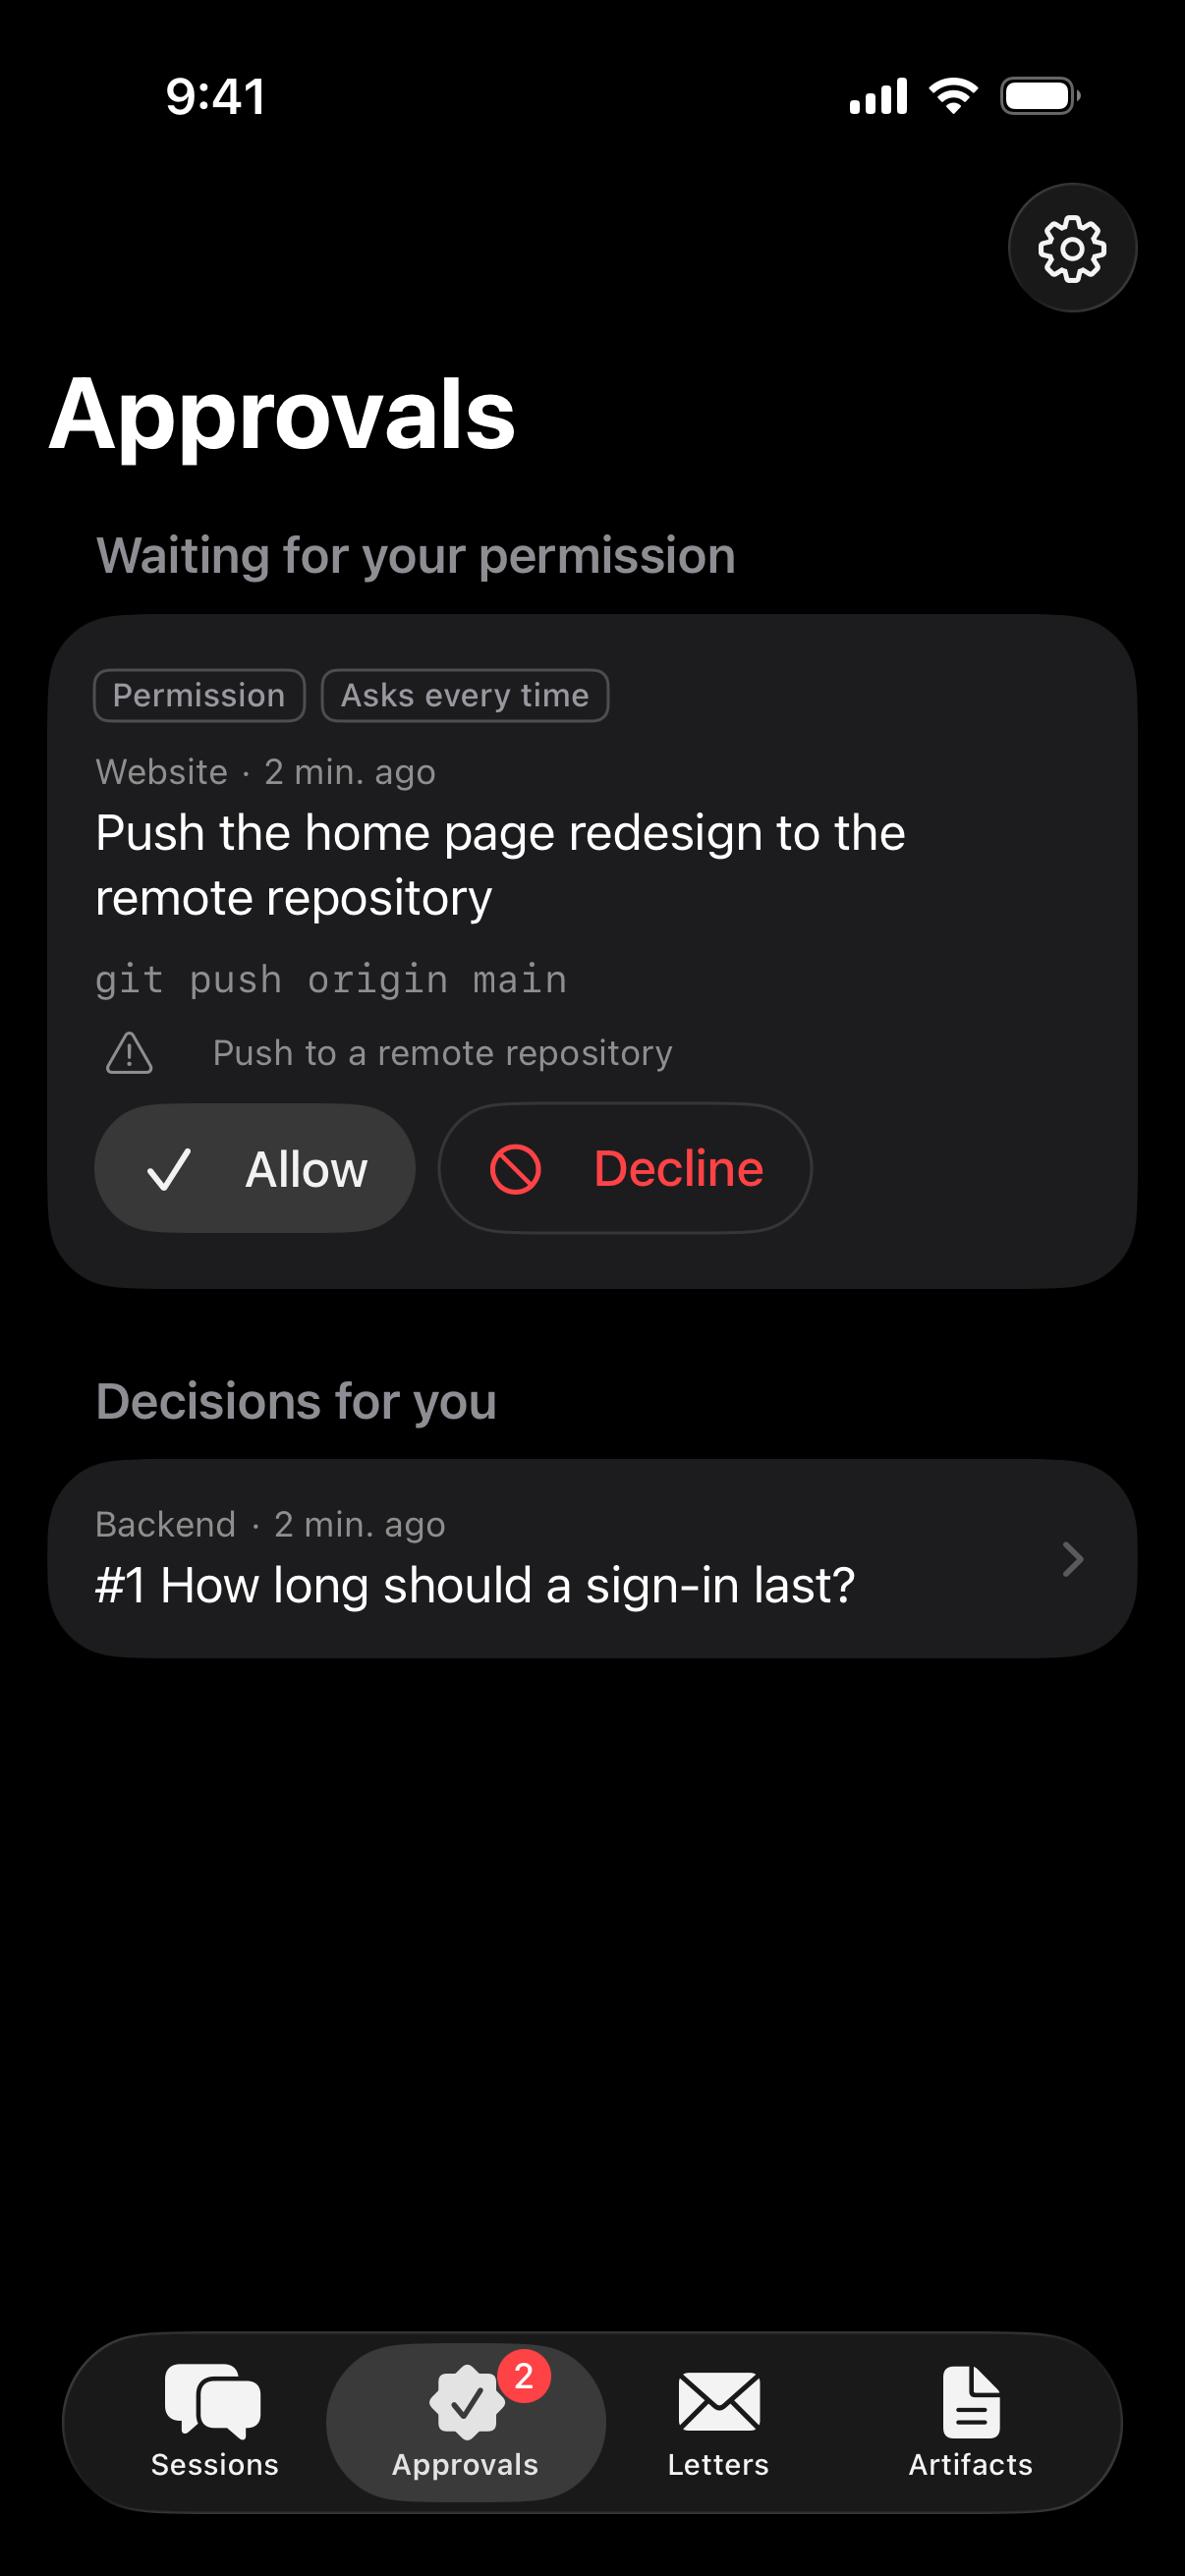 9:41
Approvals
Waiting for your permission
Permission Asks every time
Website · 2 min. ago
Push the home page redesign to the
remote repository
git push origin main
Push to a remote repository
Allow Decline
Decisions for you
Backend · 2 min. ago
#1 How long should a sign-in last?
2
Sessions Approvals Letters Artifacts